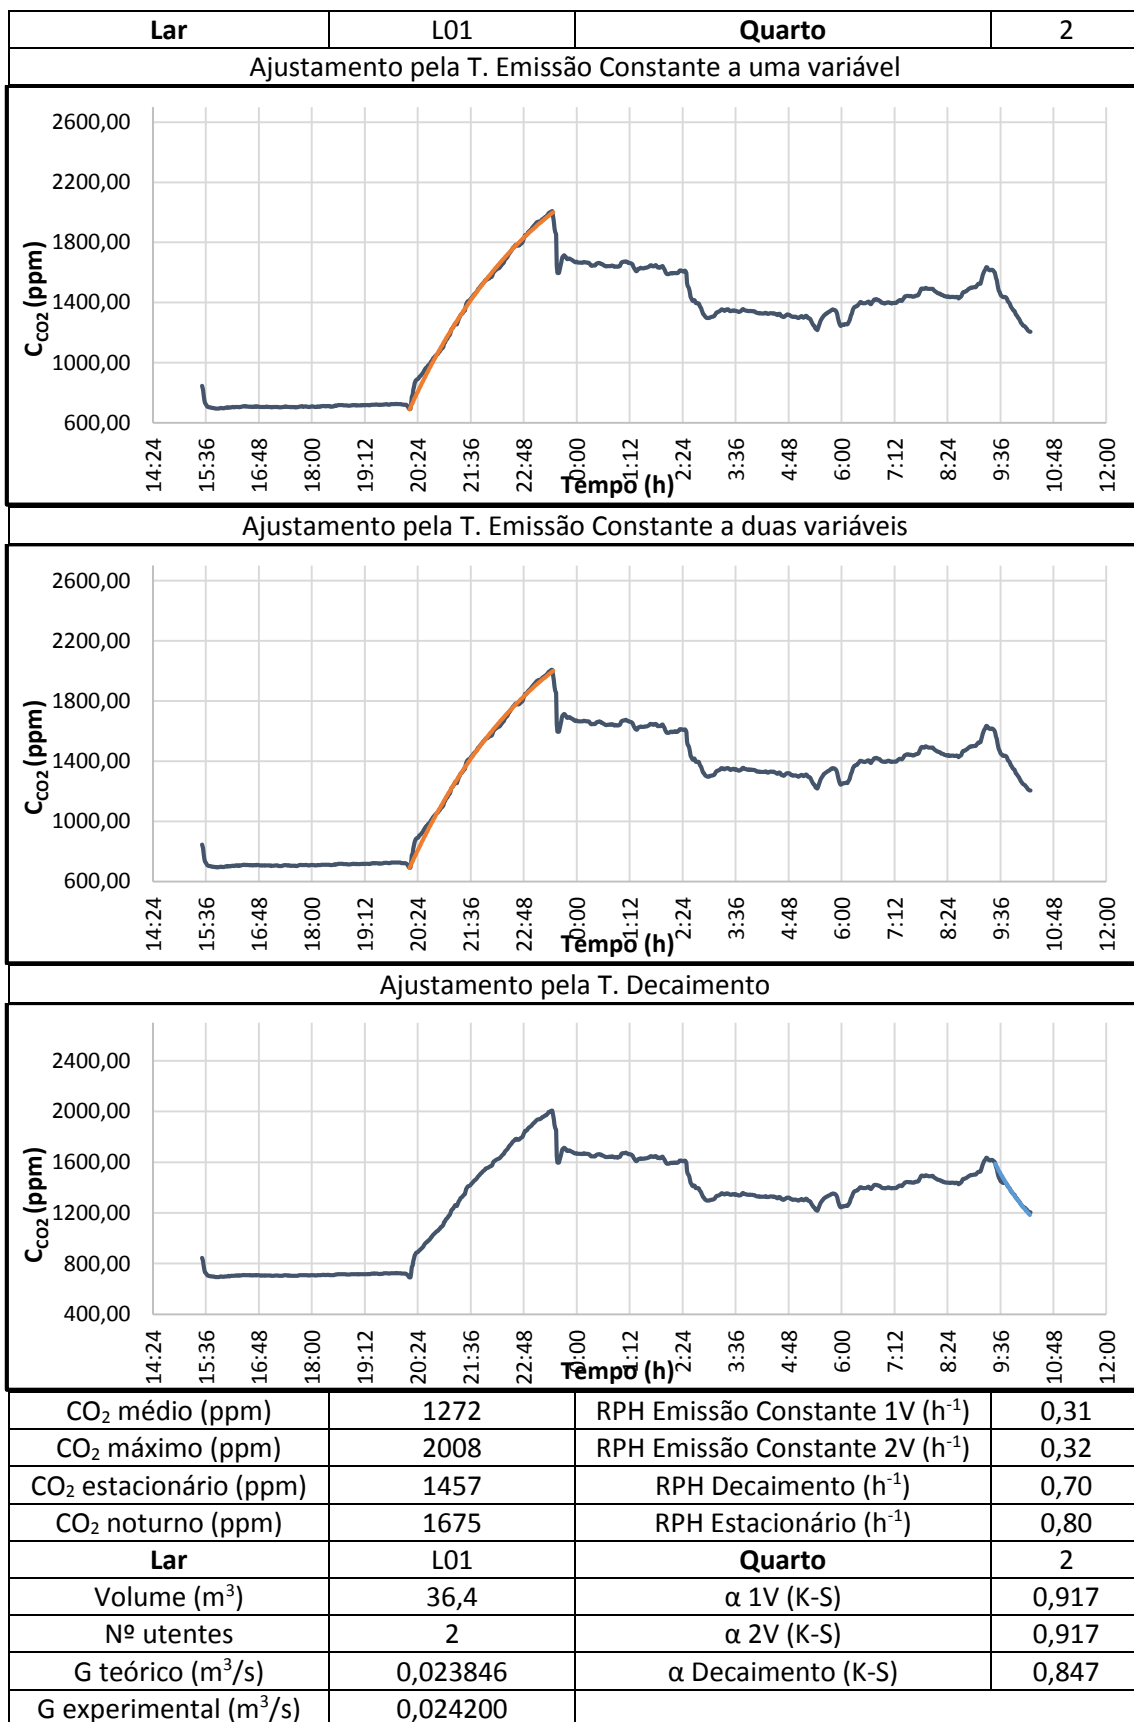 Lar L01 Quarto 2
Ajustamento pela T. Emissão Constante a uma variável
2600,00
2200,00
1800,00
1400,00
1000,00
600,00
C_CO2 (ppm)
14:24 15:36 16:48 18:00 19:12 20:24 21:36 22:48 0:00 1:12 2:24 3:36 4:48 6:00 7:12 8:24 9:36 10:48 12:00
Tempo (h)
Ajustamento pela T. Emissão Constante a duas variáveis
2600,00
2200,00
1800,00
1400,00
1000,00
600,00
C_CO2 (ppm)
14:24 15:36 16:48 18:00 19:12 20:24 21:36 22:48 0:00 1:12 2:24 3:36 4:48 6:00 7:12 8:24 9:36 10:48 12:00
Tempo (h)
Ajustamento pela T. Decaimento
2400,00
2000,00
1600,00
1200,00
800,00
400,00
C_CO2 (ppm)
14:24 15:36 16:48 18:00 19:12 20:24 21:36 22:48 0:00 1:12 2:24 3:36 4:48 6:00 7:12 8:24 9:36 10:48 12:00
Tempo (h)
CO₂ médio (ppm) 1272 RPH Emissão Constante 1V (h⁻¹) 0,31
CO₂ máximo (ppm) 2008 RPH Emissão Constante 2V (h⁻¹) 0,32
CO₂ estacionário (ppm) 1457 RPH Decaimento (h⁻¹) 0,70
CO₂ noturno (ppm) 1675 RPH Estacionário (h⁻¹) 0,80
Lar L01 Quarto 2
Volume (m³) 36,4 α 1V (K-S) 0,917
Nº utentes 2 α 2V (K-S) 0,917
G teórico (m³/s) 0,023846 α Decaimento (K-S) 0,847
G experimental (m³/s) 0,024200